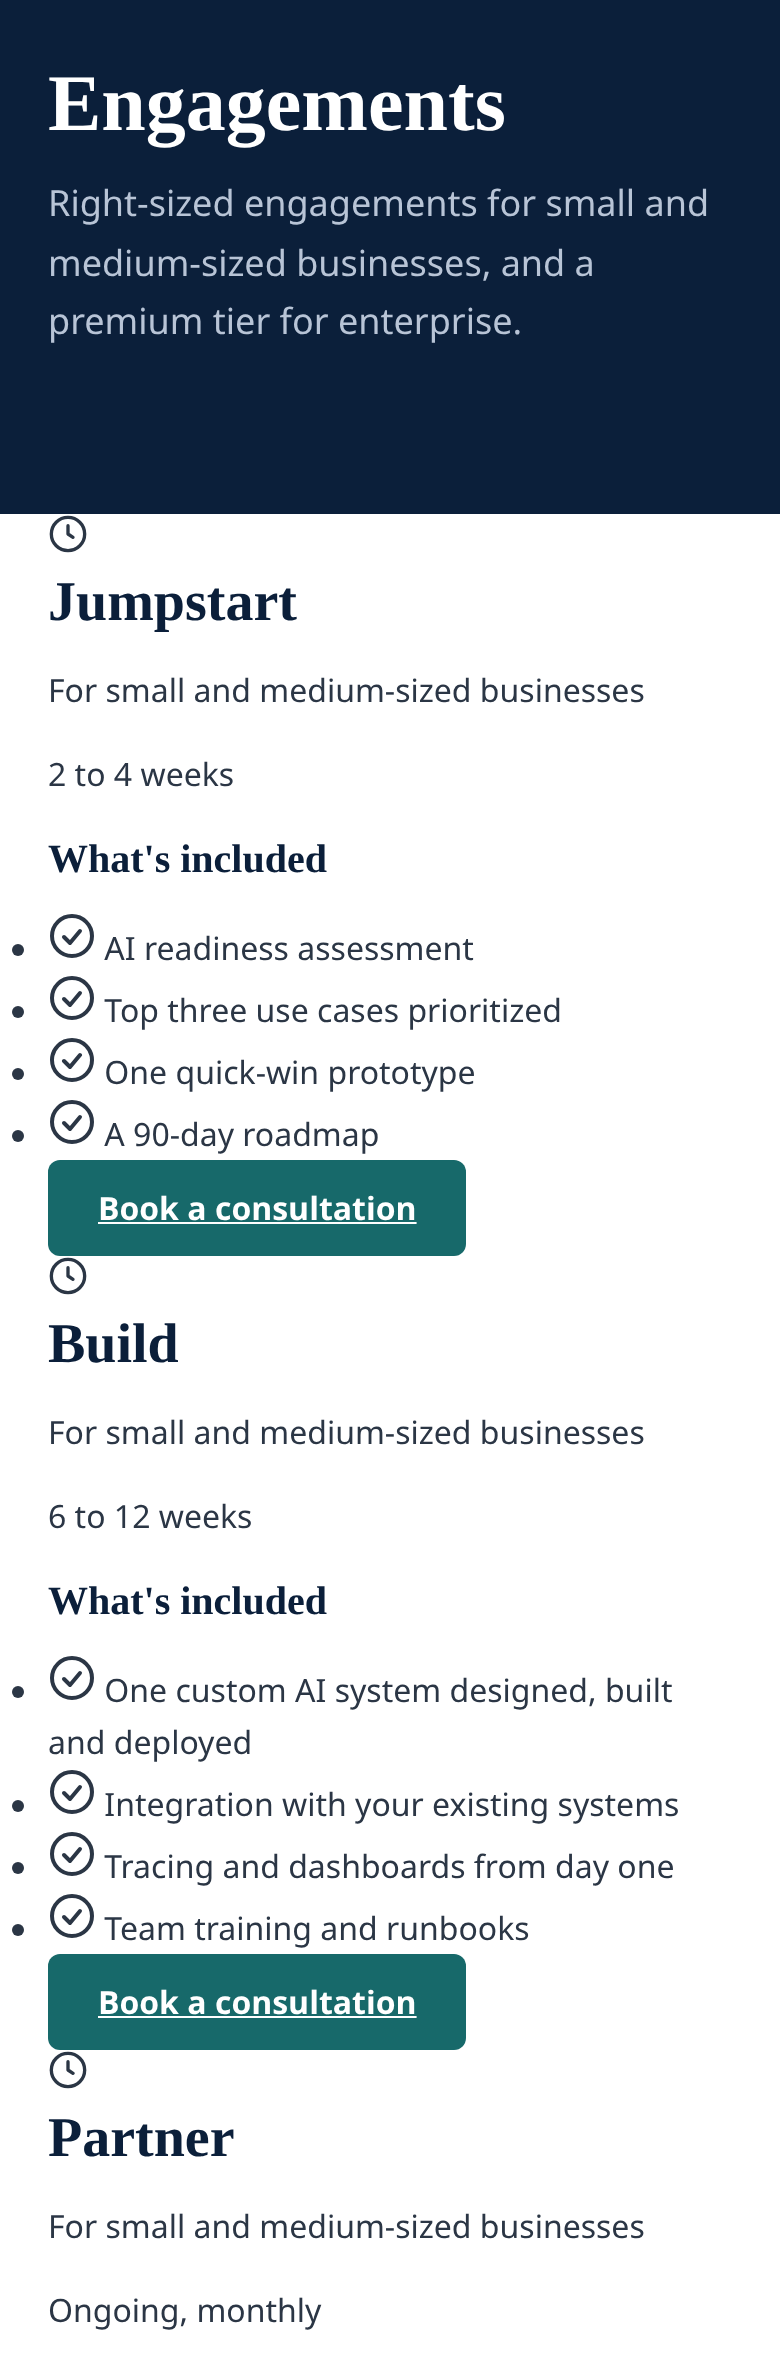 Engagements
Right-sized engagements for small and
medium-sized businesses, and a
premium tier for enterprise.
Jumpstart
For small and medium-sized businesses
2 to 4 weeks
What's included
AI readiness assessment
Top three use cases prioritized
One quick-win prototype
A 90-day roadmap
Book a consultation
Build
For small and medium-sized businesses
6 to 12 weeks
What's included
One custom AI system designed, built
and deployed
Integration with your existing systems
Tracing and dashboards from day one
Team training and runbooks
Book a consultation
Partner
For small and medium-sized businesses
Ongoing, monthly